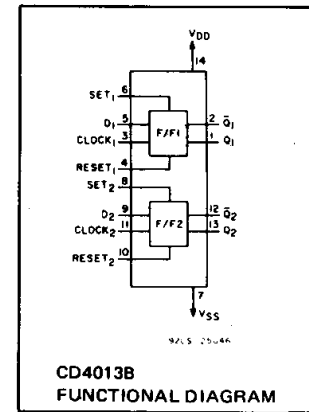 VDD
14
SET1 6
D1 5 F/F1 2 Q̅1
CLOCK1 3 1 Q1
RESET1 4
SET2 8
D2 9 F/F2 12 Q̅2
CLOCK2 11 13 Q2
RESET2 10
7
VSS
92CS
CD4013B
FUNCTIONAL DIAGRAM